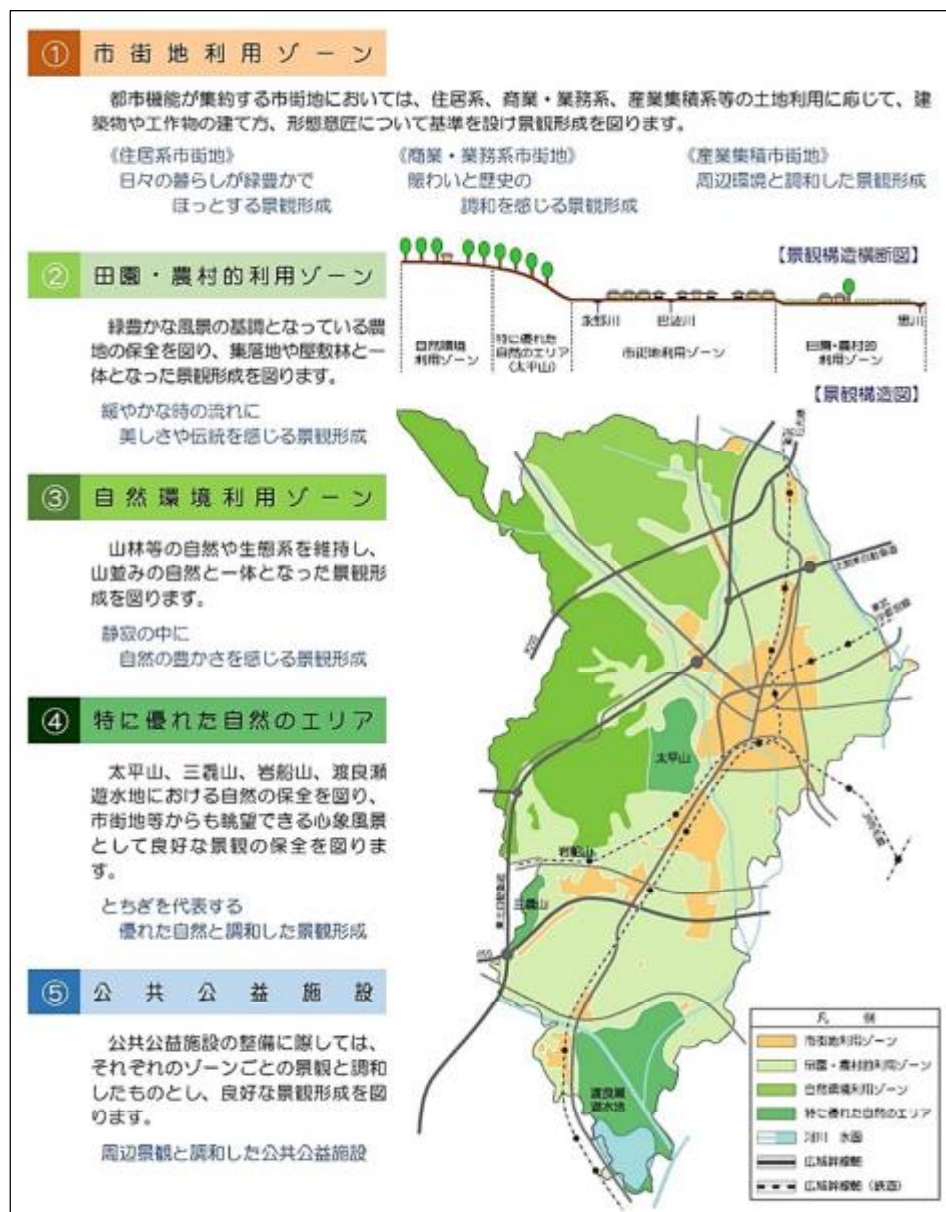 ① 市街地利用ゾーン
都市機能が集約する市街地においては、住居系、商業・業務系、産業集積系等の土地利用に応じて、建
築物や工作物の建て方、形態意匠について基準を設け景観形成を図ります。
《住居系市街地》
日々の暮らしが緑豊かで
ほっとする景観形成
《商業・業務系市街地》
賑わいと歴史の
調和を感じる景観形成
《産業集積市街地》
周辺環境と調和した景観形成
② 田園・農村的利用ゾーン
緑豊かな風景の基調となっている農
地の保全を図り、集落地や屋敷林と一
体となった景観形成を図ります。
緩やかな時の流れに
美しさや伝統を感じる景観形成
③ 自然環境利用ゾーン
山林等の自然や生態系を維持し、
山並みの自然と一体となった景観形
成を図ります。
静寂の中に
自然の豊かさを感じる景観形成
④ 特に優れた自然のエリア
太平山、三毳山、岩船山、渡良瀬
遊水地における自然の保全を図り、
市街地等からも眺望できる心象風景
として良好な景観の保全を図りま
す。
とちぎを代表する
優れた自然と調和した景観形成
⑤ 公共公益施設
公共公益施設の整備に際しては、
それぞれのゾーンごとの景観と調和
したものとし、良好な景観形成を図
ります。
周辺景観と調和した公共公益施設
【景観構造横断図】
永野川
巴波川
思川
自然環境
利用ゾーン
特に優れた
自然のエリア
(太平山)
市街地利用ゾーン
田園・農村的
利用ゾーン
【景観構造図】
北関東自動車道
東武
宇都宮線
太平山
岩船山
三毳山
東北自動車道
渡良瀬
遊水地
凡例
市街地利用ゾーン
田園・農村的利用ゾーン
自然環境利用ゾーン
特に優れた自然のエリア
河川 水面
広域幹線軸
広域幹線軸(鉄道)